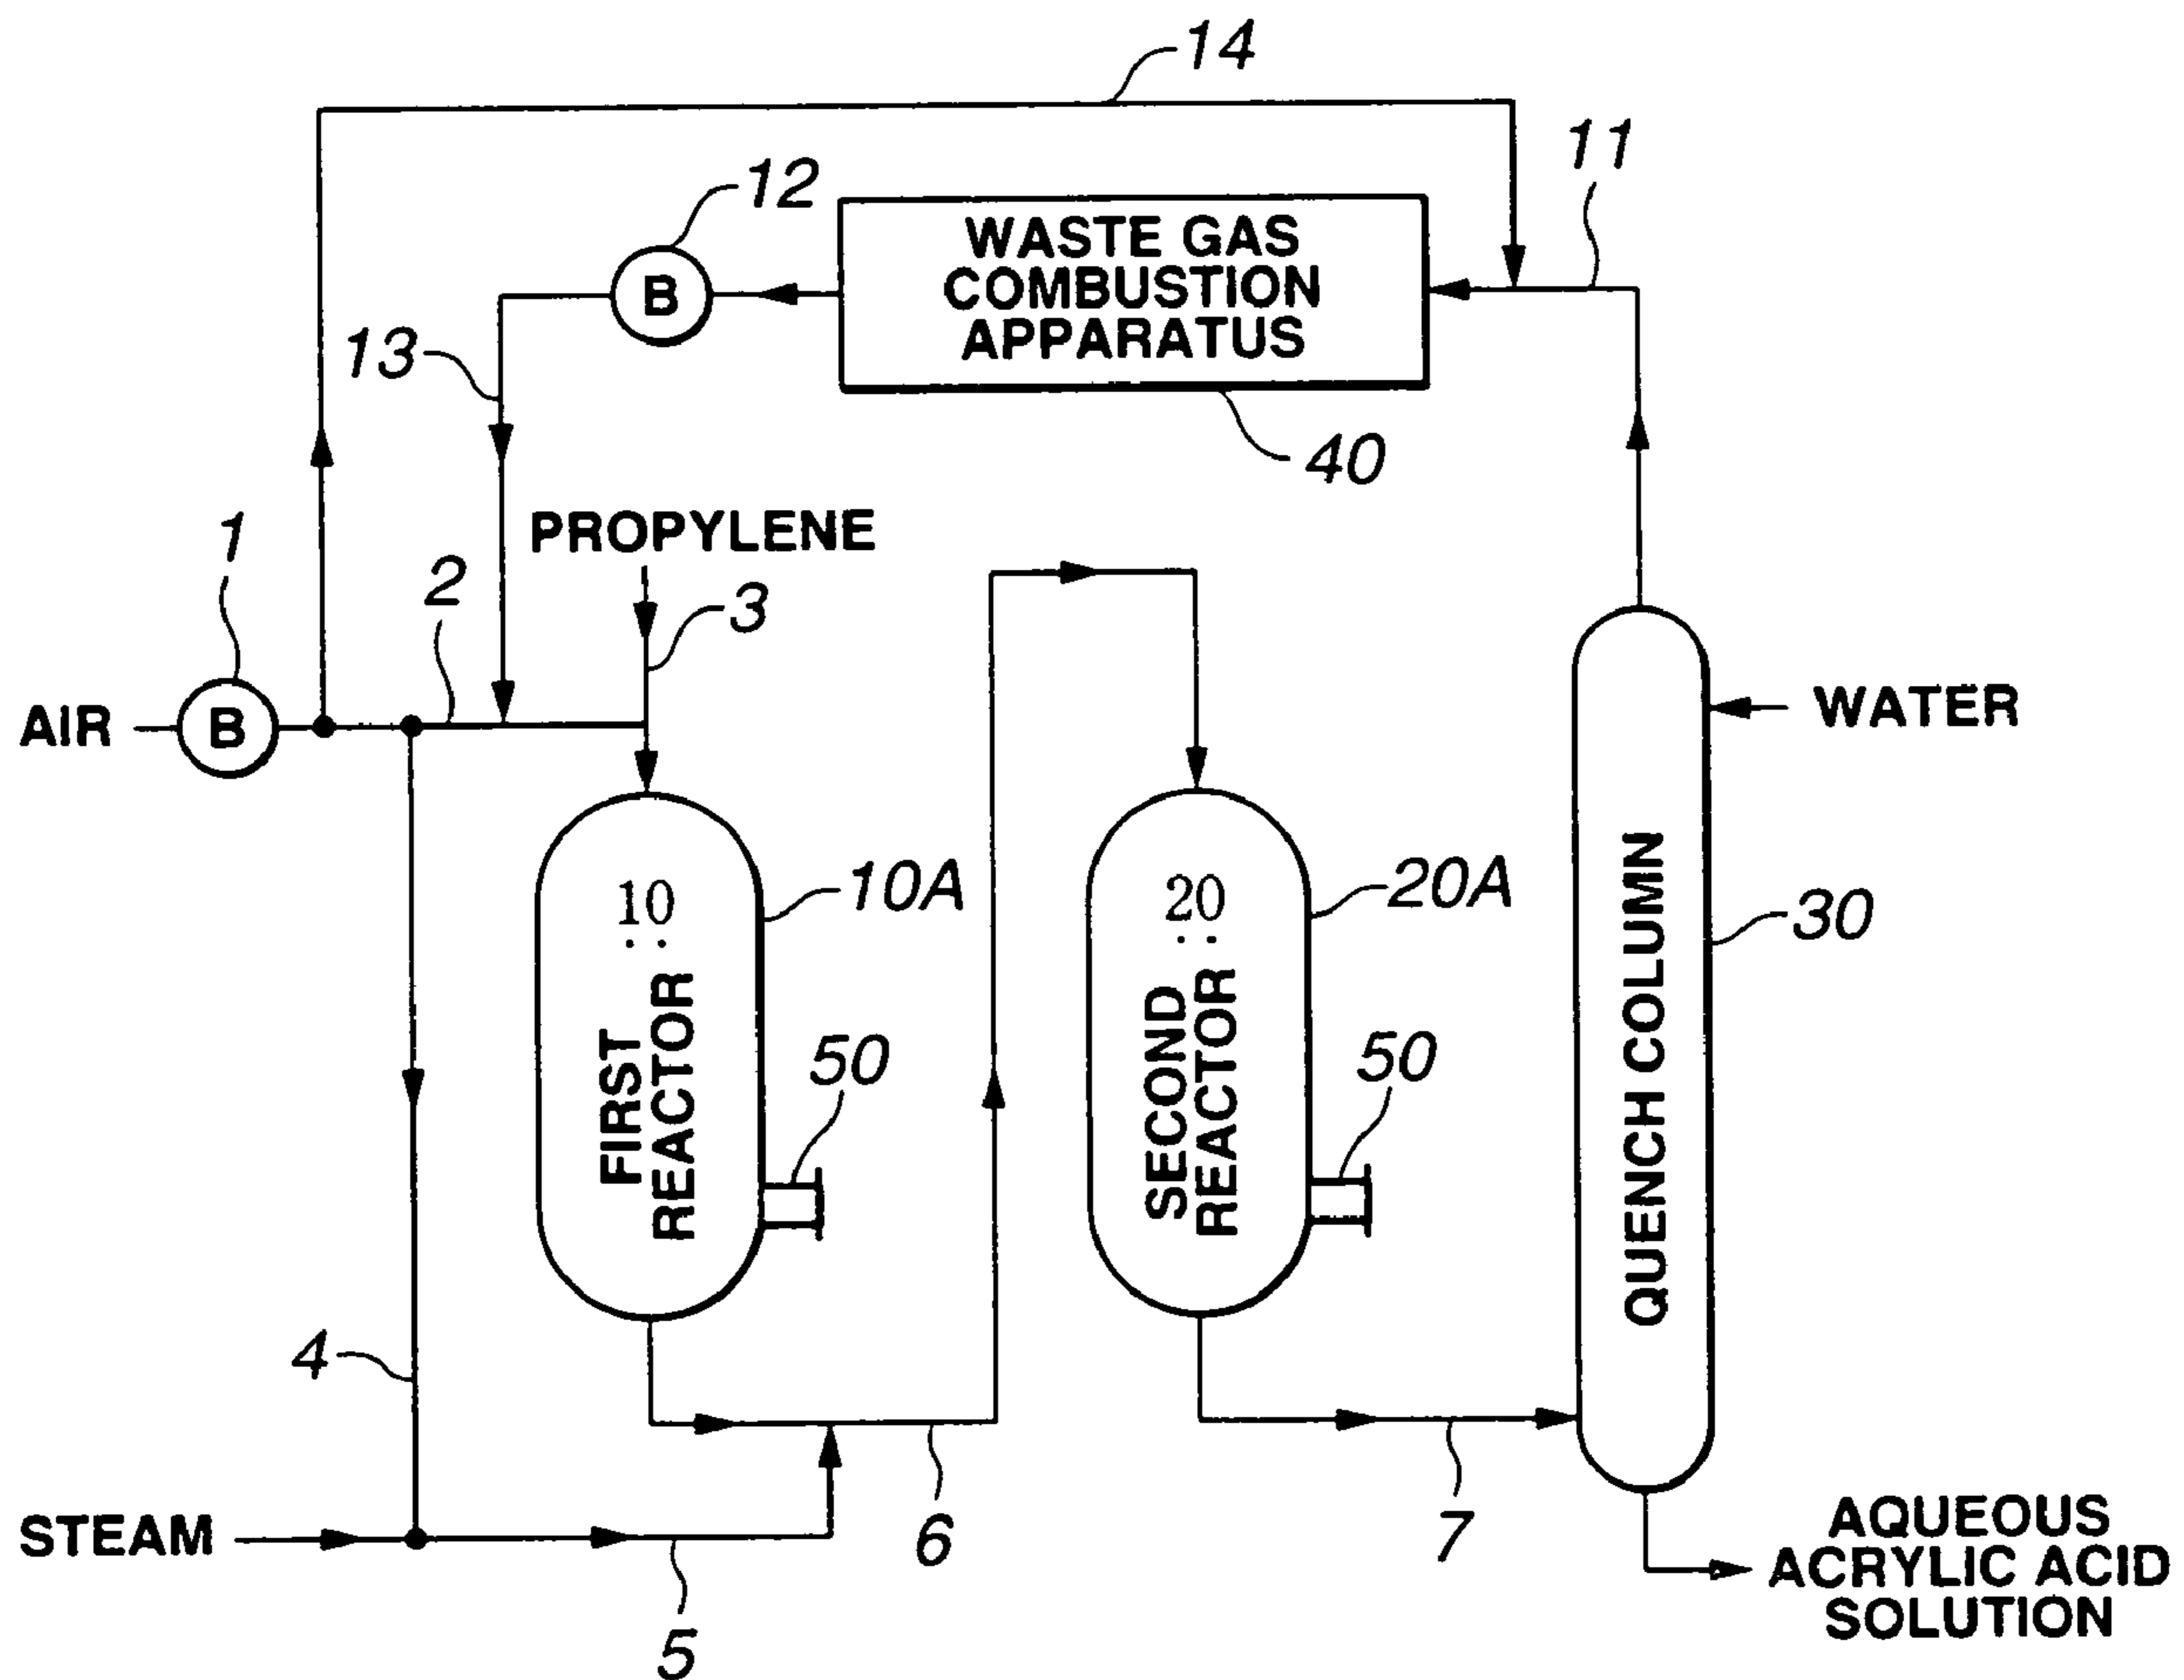 14
11
12
WASTE GAS
COMBUSTION
APPARATUS
B
13
40
PROPYLENE
1
2
3
AIR
B
WATER
10
10A
20
20A
30
FIRST
REACTOR
50
SECOND
REACTOR
50
QUENCH COLUMN
4
STEAM
5
6
7
AQUEOUS
ACRYLIC ACID
SOLUTION